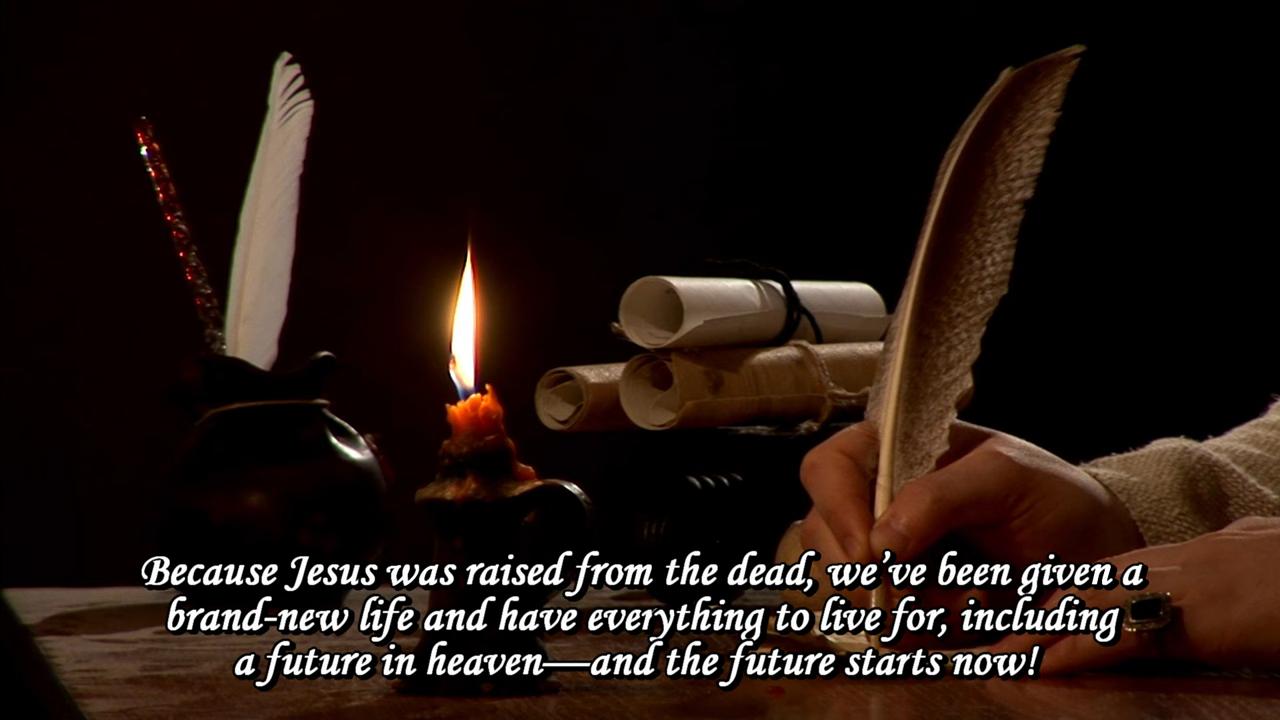 Because Jesus was raised from the dead, we've been given a
brand-new life and have everything to live for, including
a future in heaven—and the future starts now!